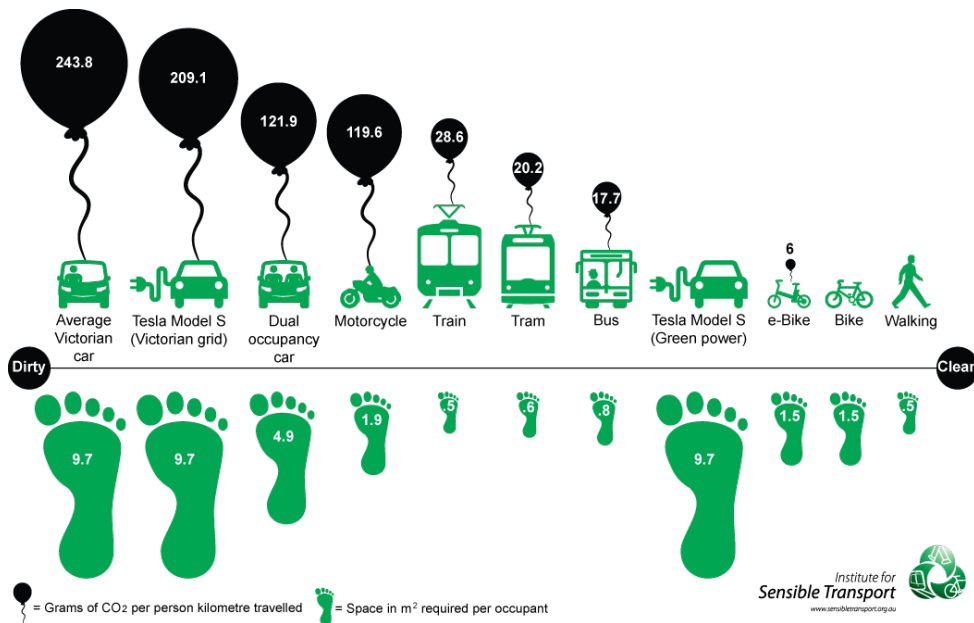 243.8
209.1
121.9
119.6
28.6
20.2
17.7
6
Average
Victorian
car
Tesla Model S
(Victorian grid)
Dual
occupancy
car
Motorcycle
Train
Tram
Bus
Tesla Model S
(Green power)
e-Bike
Bike
Walking
Dirty
Clean
9.7
9.7
4.9
1.9
.5
.6
.8
9.7
1.5
1.5
.5
= Grams of CO2 per person kilometre travelled
= Space in m² required per occupant
Institute for
Sensible Transport
www.sensibletransport.org.au